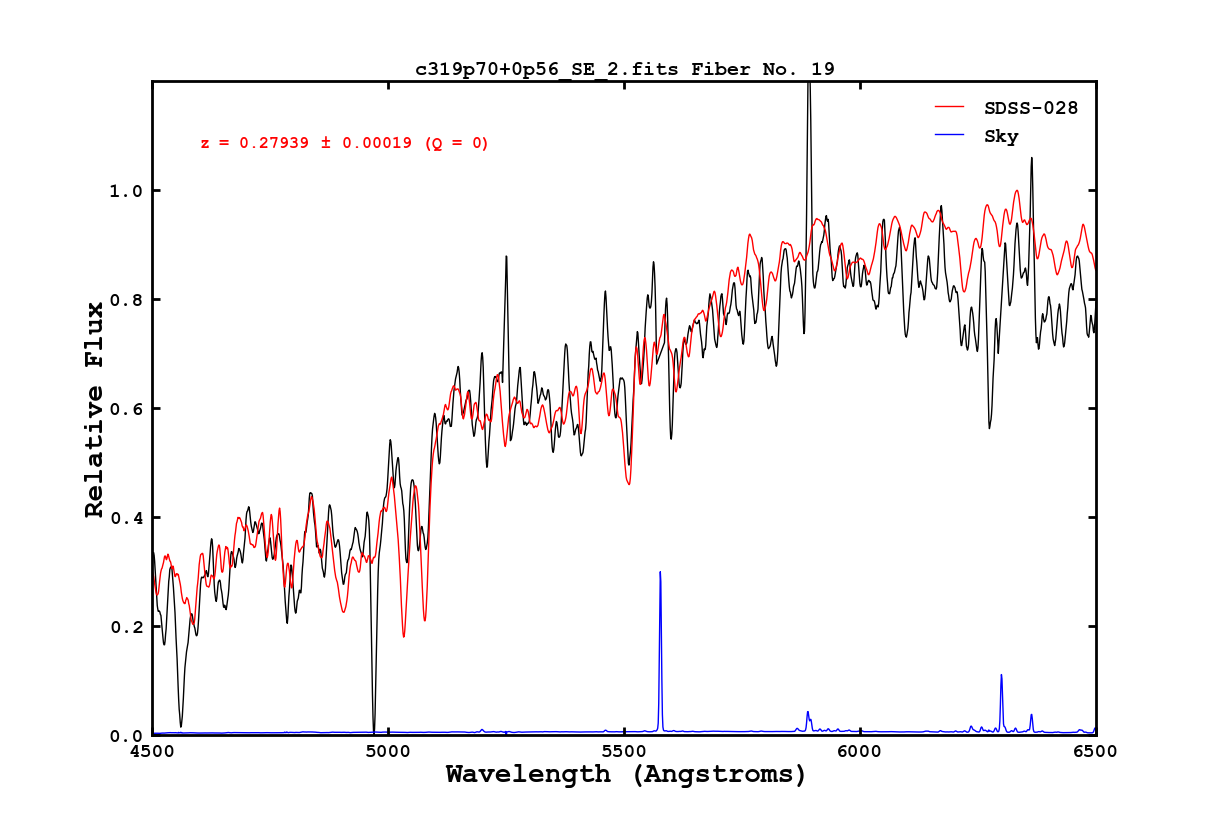 c319p70+0p56_SE_2.fits Fiber No. 19
SDSS-028
Sky
z = 0.27939 ± 0.00019 (Q = 0)
Relative Flux
1.0
0.8
0.6
0.4
0.2
0.0
4500 5000 5500 6000 6500
Wavelength (Angstroms)